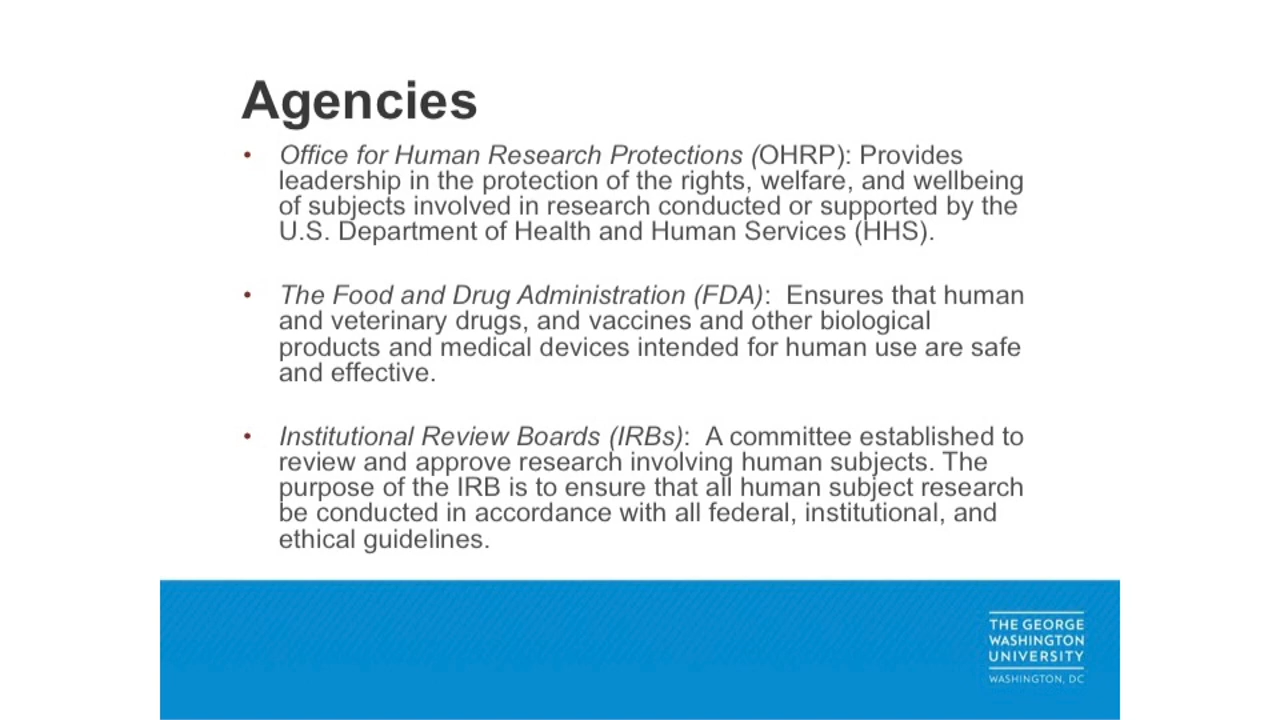 Agencies
• Office for Human Research Protections (OHRP): Provides
leadership in the protection of the rights, welfare, and wellbeing
of subjects involved in research conducted or supported by the
U.S. Department of Health and Human Services (HHS).
• The Food and Drug Administration (FDA):  Ensures that human
and veterinary drugs, and vaccines and other biological
products and medical devices intended for human use are safe
and effective.
• Institutional Review Boards (IRBs):  A committee established to
review and approve research involving human subjects. The
purpose of the IRB is to ensure that all human subject research
be conducted in accordance with all federal, institutional, and
ethical guidelines.
THE GEORGE
WASHINGTON
UNIVERSITY
WASHINGTON, DC